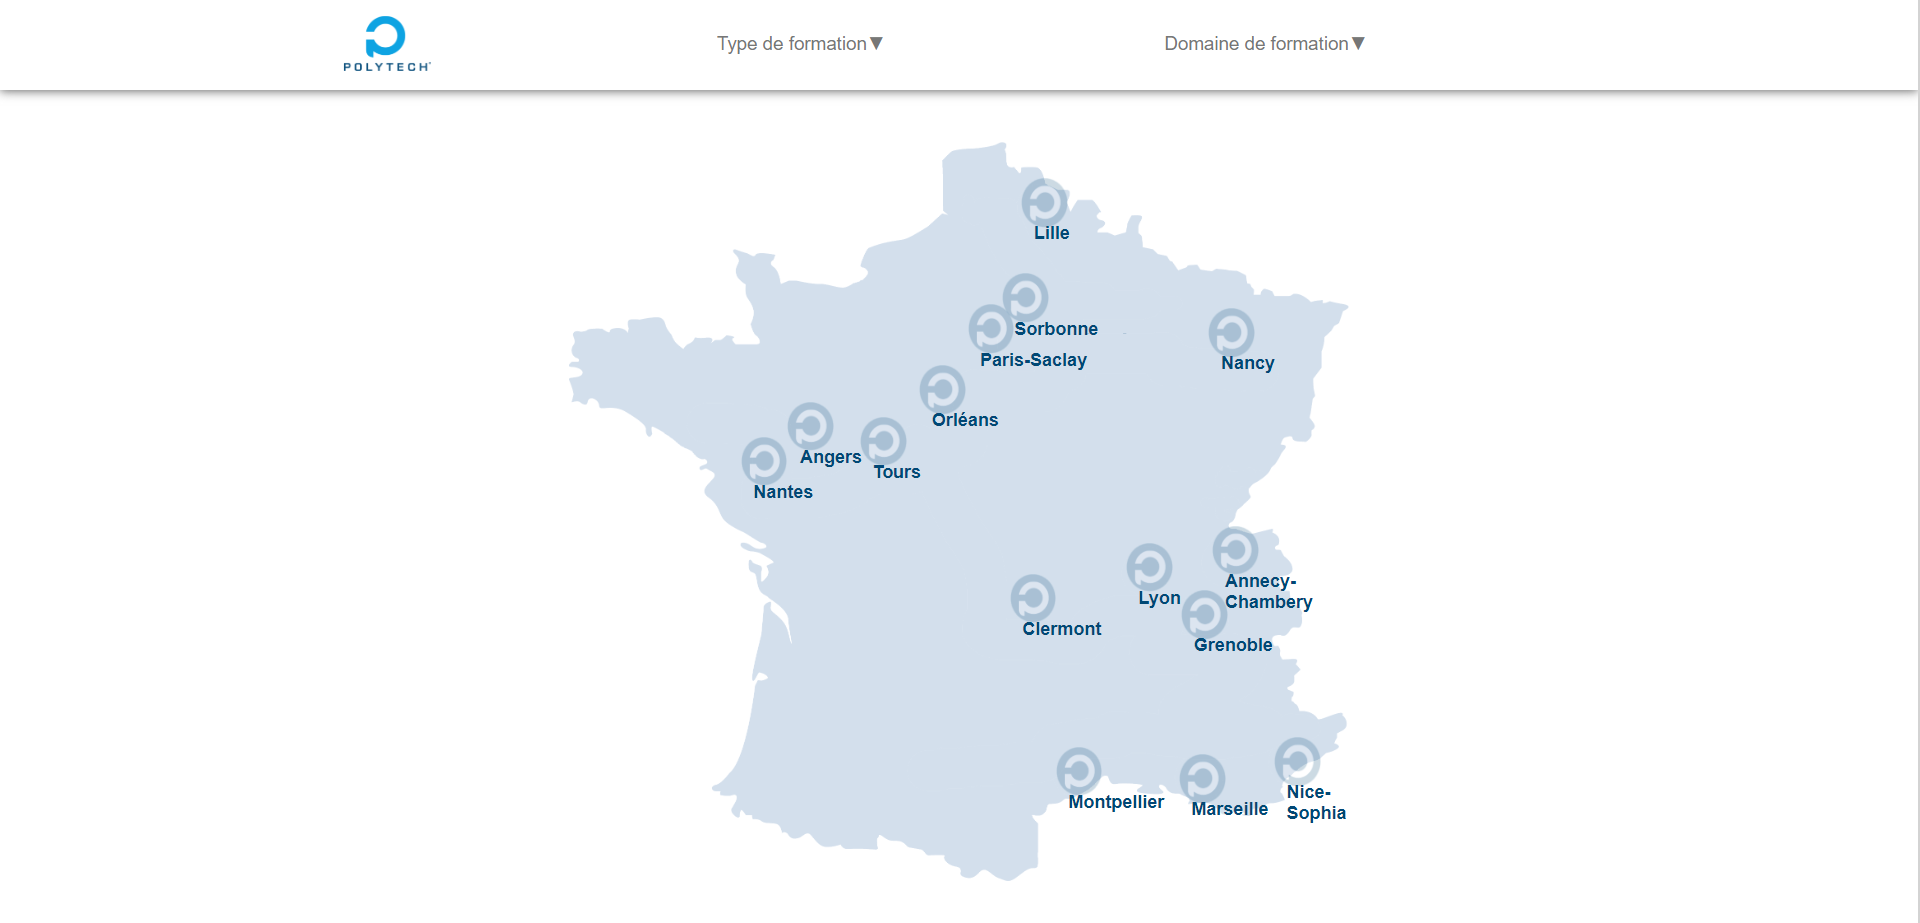 POLYTECH
Type de formation▼
Domaine de formation▼
Lille
Sorbonne
Paris-Saclay
Nancy
Orléans
Angers
Tours
Nantes
Annecy-
Chambery
Lyon
Grenoble
Clermont
Montpellier
Marseille
Nice-
Sophia